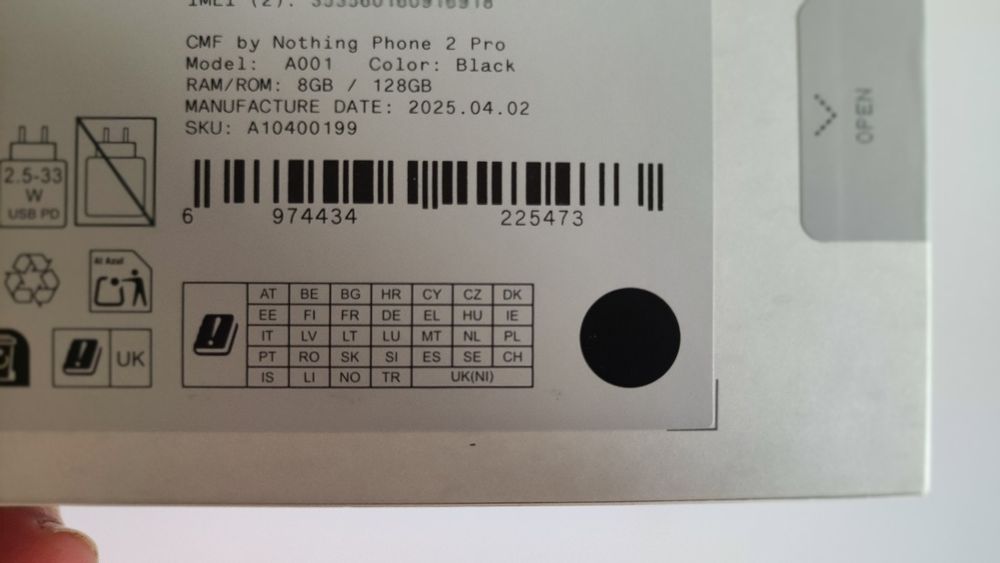 CMF by Nothing Phone 2 Pro
Model: A001 Color: Black
RAM/ROM: 8GB / 128GB
MANUFACTURE DATE: 2025.04.02
SKU: A10400199
6 974434 225473
2.5-33
W
USB PD
Al Azul
UK
AT BE BG HR CY CZ DK
EE FI FR DE EL HU IE
IT LV LT LU MT NL PL
PT RO SK SI ES SE CH
IS LI NO TR UK(NI)
OPEN